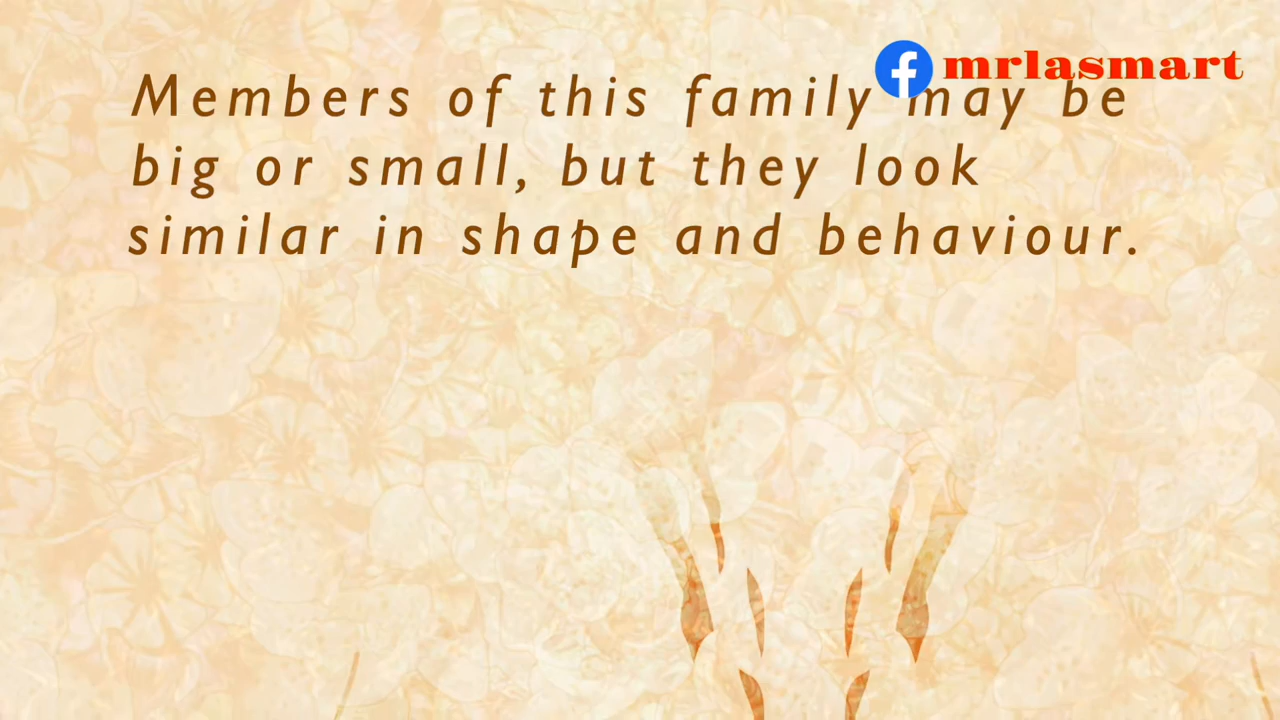 mrlasmart
Members of this family may be
big or small, but they look
similar in shape and behaviour.